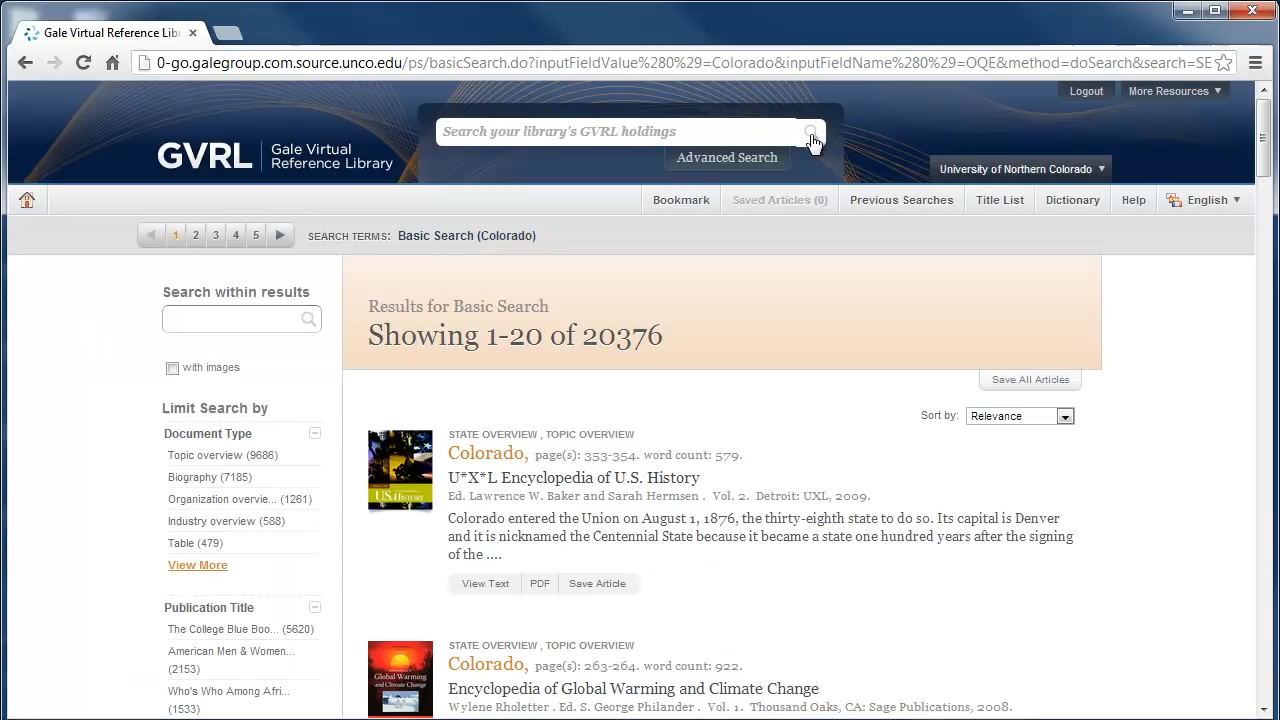 Gale Virtual Reference Libr
0-go.galegroup.com.source.unco.edu/ps/basicSearch.do?inputFieldValue%280%29=Colorado&inputFieldName%280%29=OQE&method=doSearch&search=SE
Logout
More Resources
Search your library's GVRL holdings
GVRL
Gale Virtual
Reference Library
Advanced Search
University of Northern Colorado
Bookmark
Saved Articles (0)
Previous Searches
Title List
Dictionary
Help
English
1 2 3 4 5
SEARCH TERMS: Basic Search (Colorado)
Search within results
with images
Limit Search by
Document Type
Topic overview (9686)
Biography (7185)
Organization overvie... (1261)
Industry overview (588)
Table (479)
View More
Publication Title
The College Blue Boo... (5620)
American Men & Women...
(2153)
Who's Who Among Afri...
(1533)
Results for Basic Search
Showing 1-20 of 20376
Save All Articles
Sort by: Relevance
STATE OVERVIEW , TOPIC OVERVIEW
Colorado, page(s): 353-354. word count: 579.
U*X*L Encyclopedia of U.S. History
Ed. Lawrence W. Baker and Sarah Hermsen . Vol. 2. Detroit: UXL, 2009.
Colorado entered the Union on August 1, 1876, the thirty-eighth state to do so. Its capital is Denver
and it is nicknamed the Centennial State because it became a state one hundred years after the signing
of the ....
View Text
PDF
Save Article
U.S. HISTORY
STATE OVERVIEW , TOPIC OVERVIEW
Colorado, page(s): 263-264. word count: 922.
Encyclopedia of Global Warming and Climate Change
Wylene Rholetter . Ed. S. George Philander . Vol. 1. Thousand Oaks, CA: Sage Publications, 2008.
Global Warming
and Climate Change